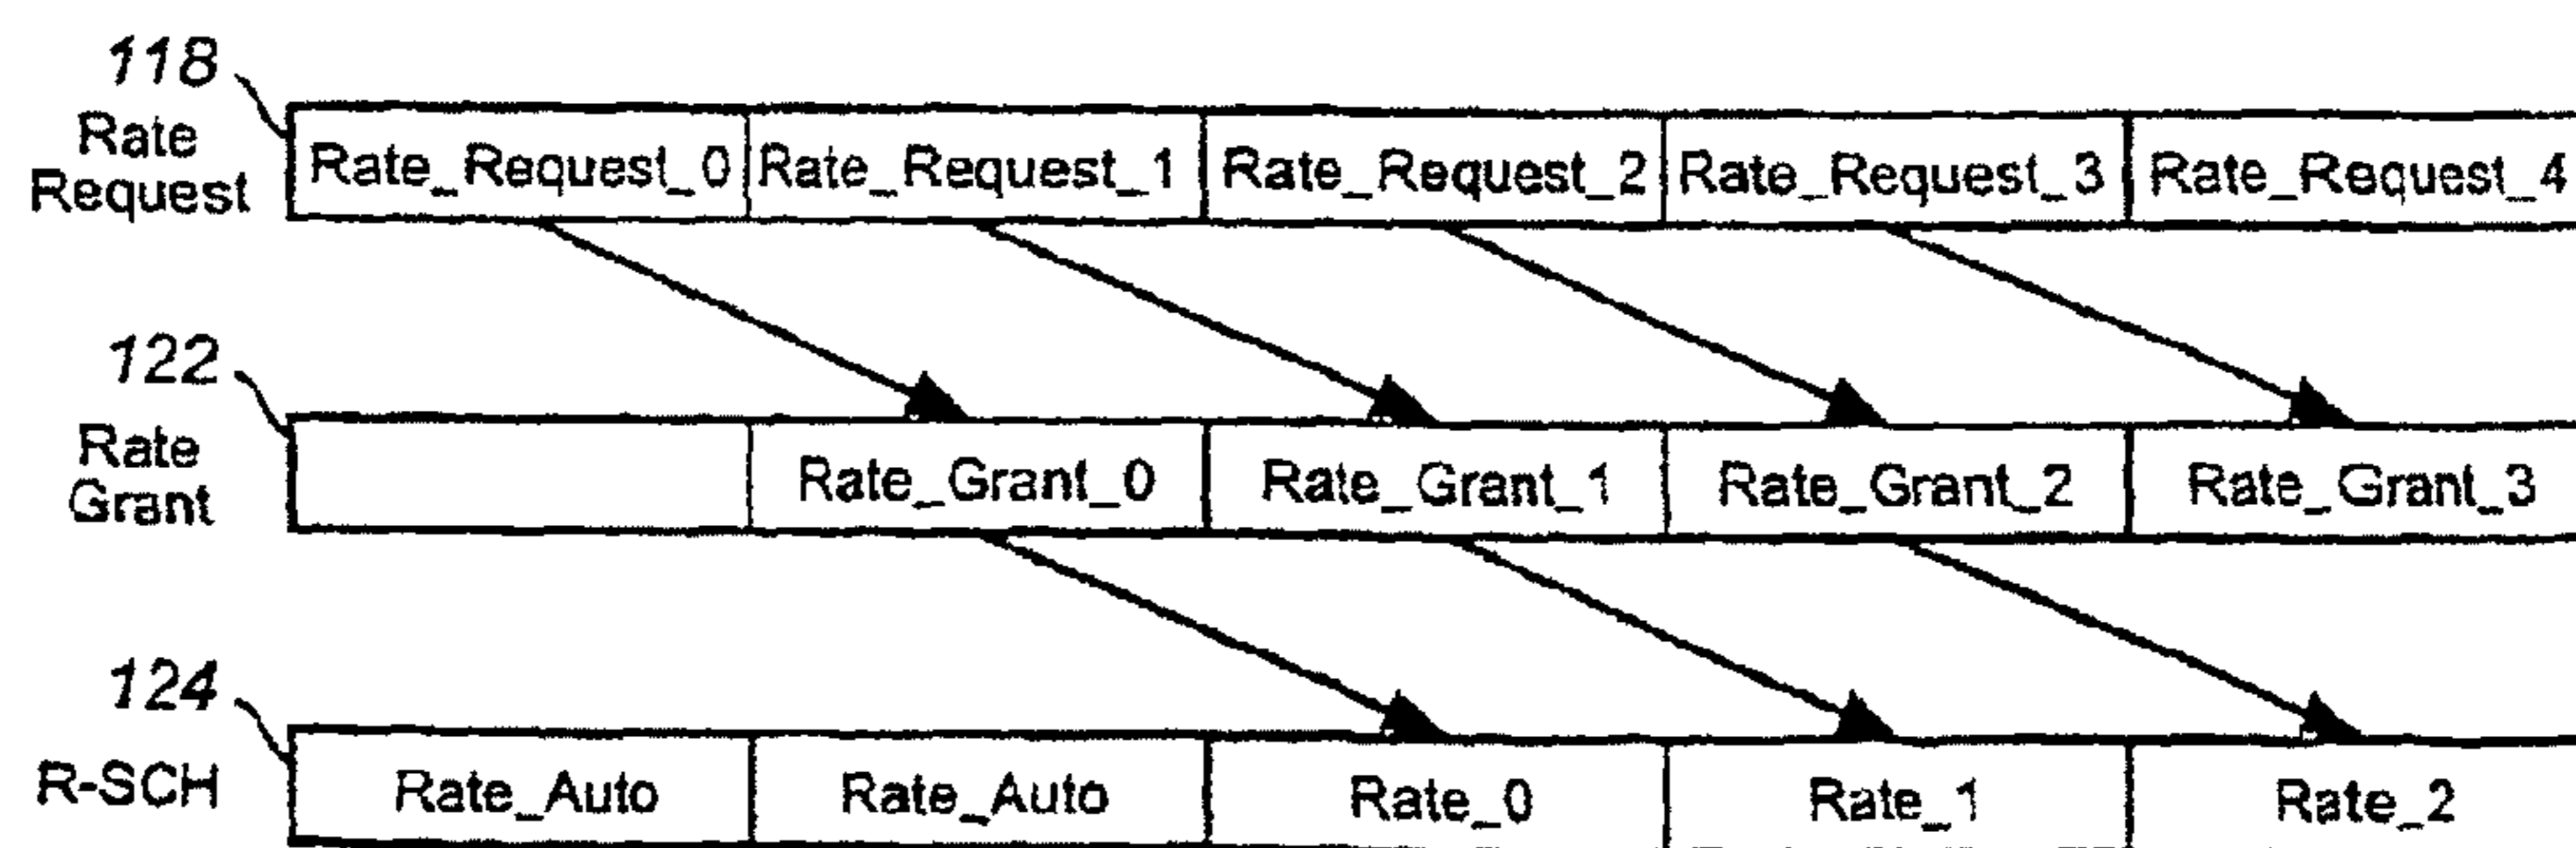 118
Rate
Request
Rate_Request_0 Rate_Request_1 Rate_Request_2 Rate_Request_3 Rate_Request_4
122
Rate
Grant
Rate_Grant_0 Rate_Grant_1 Rate_Grant_2 Rate_Grant_3
124
R-SCH
Rate_Auto Rate_Auto Rate_0 Rate_1 Rate_2